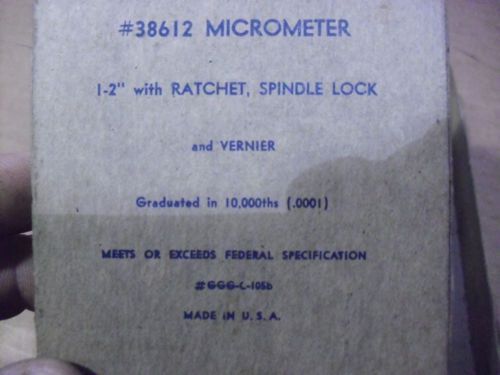 #38612 MICROMETER
1-2" with RATCHET, SPINDLE LOCK
and VERNIER
Graduated in 10,000ths (.0001)
MEETS OR EXCEEDS FEDERAL SPECIFICATION
#GGG-C-105b
MADE IN U.S.A.